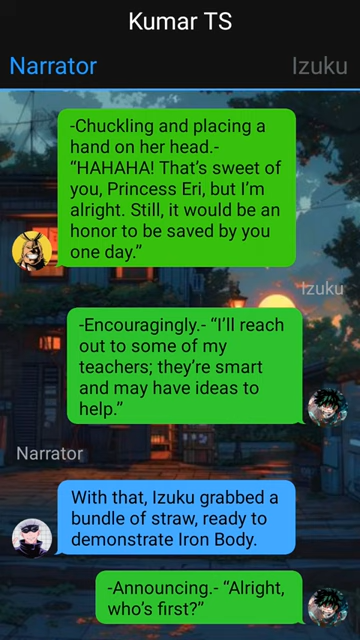 Kumar TS
Narrator
Izuku
-Chuckling and placing a
hand on her head.-
“HAHAHA! That’s sweet of
you, Princess Eri, but I’m
alright. Still, it would be an
honor to be saved by you
one day.”
Izuku
-Encouragingly.- “I’ll reach
out to some of my
teachers; they’re smart
and may have ideas to
help.”
Narrator
With that, Izuku grabbed a
bundle of straw, ready to
demonstrate Iron Body.
-Announcing.- “Alright,
who’s first?”